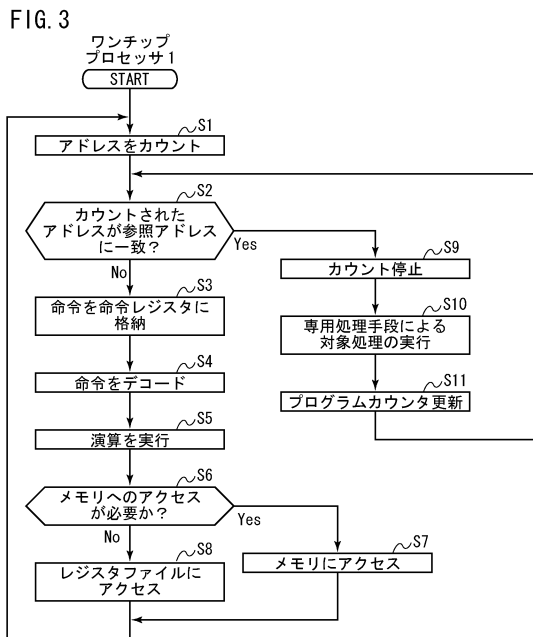 FIG. 3
ワンチップ
プロセッサ1
START
S1
アドレスをカウント
S2
カウントされた
アドレスが参照アドレス
に一致?
Yes
No
S3
命令を命令レジスタに
格納
S4
命令をデコード
S5
演算を実行
S6
メモリへのアクセス
が必要か?
Yes
No
S7
メモリにアクセス
S8
レジスタファイルに
アクセス
S9
カウント停止
S10
専用処理手段による
対象処理の実行
S11
プログラムカウンタ更新